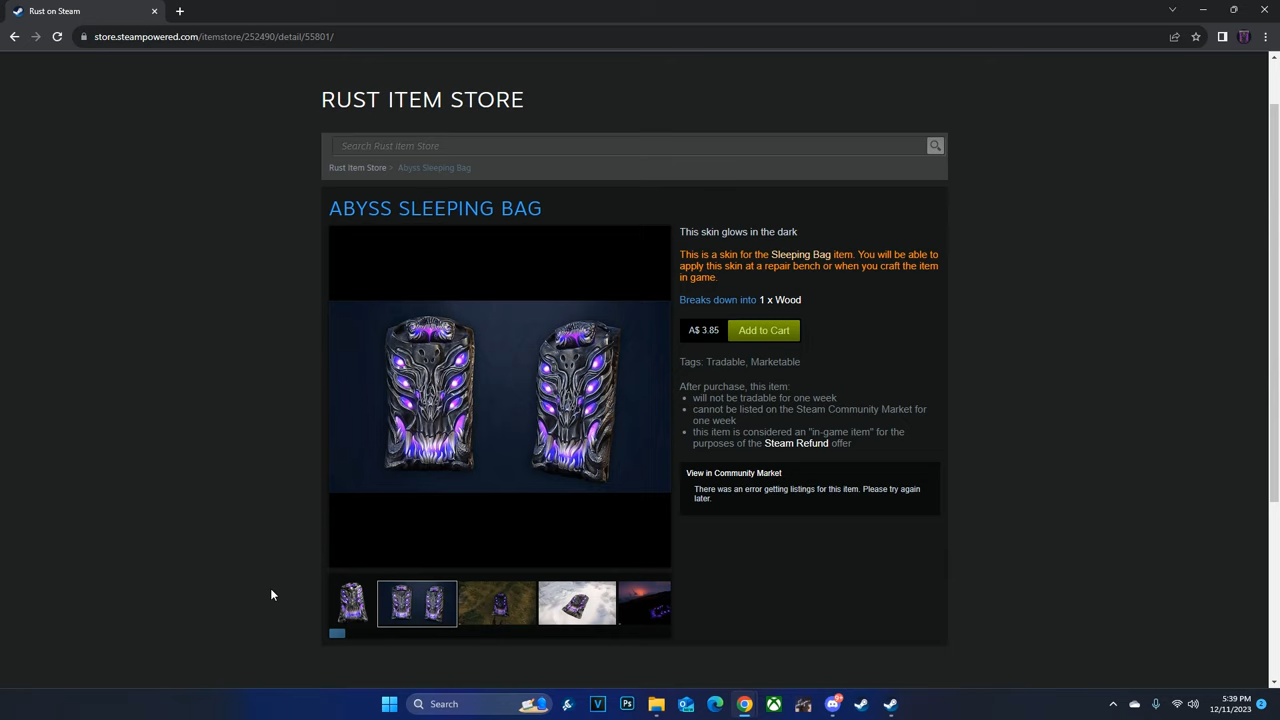 Rust on Steam
store.steampowered.com/itemstore/252490/detail/55801/
RUST ITEM STORE
Search Rust Item Store
Rust Item Store > Abyss Sleeping Bag
ABYSS SLEEPING BAG
This skin glows in the dark
This is a skin for the Sleeping Bag item. You will be able to
apply this skin at a repair bench or when you craft the item
in game.
Breaks down into 1 x Wood
A$ 3.85 Add to Cart
Tags: Tradable, Marketable
After purchase, this item:
will not be tradable for one week
cannot be listed on the Steam Community Market for
one week
this item is considered an "in-game item" for the
purposes of the Steam Refund offer
View in Community Market
There was an error getting listings for this item. Please try again
later.
Search
V
Ps
9+
5:39 PM
12/11/2023
2